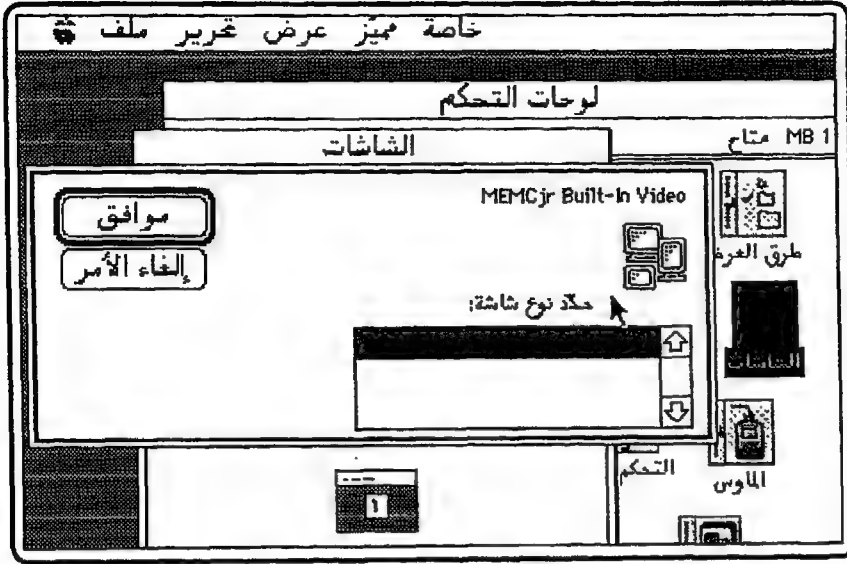 ملف تحرير عرض مميّز خاصة
لوحات التحكم
الشاشات
1 MB متاح
MEMCjr Built-In Video
موافق
إلغاء الأمر
حدّد نوع شاشة:
طرق العرض
الشاشات
التحكم
الماوس
١